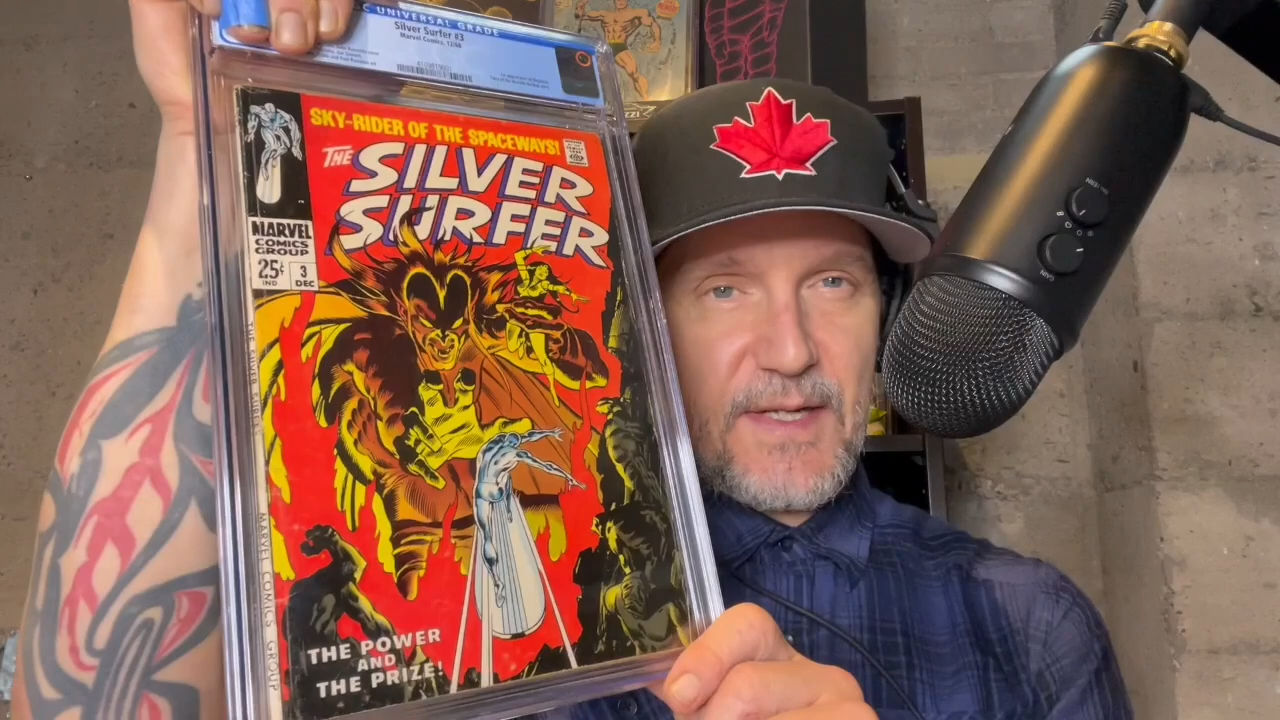 C UNIVERSAL GRADE
Silver Surfer #3
Marvel Comics, 12/68
SKY-RIDER OF THE SPACEWAYS!
THE SILVER
SURFER
MARVEL
COMICS
GROUP
25¢
IND
3
DEC
THE SILVER SURFER
MARVEL COMICS GROUP
THE POWER
AND
THE PRIZE!
GAIN